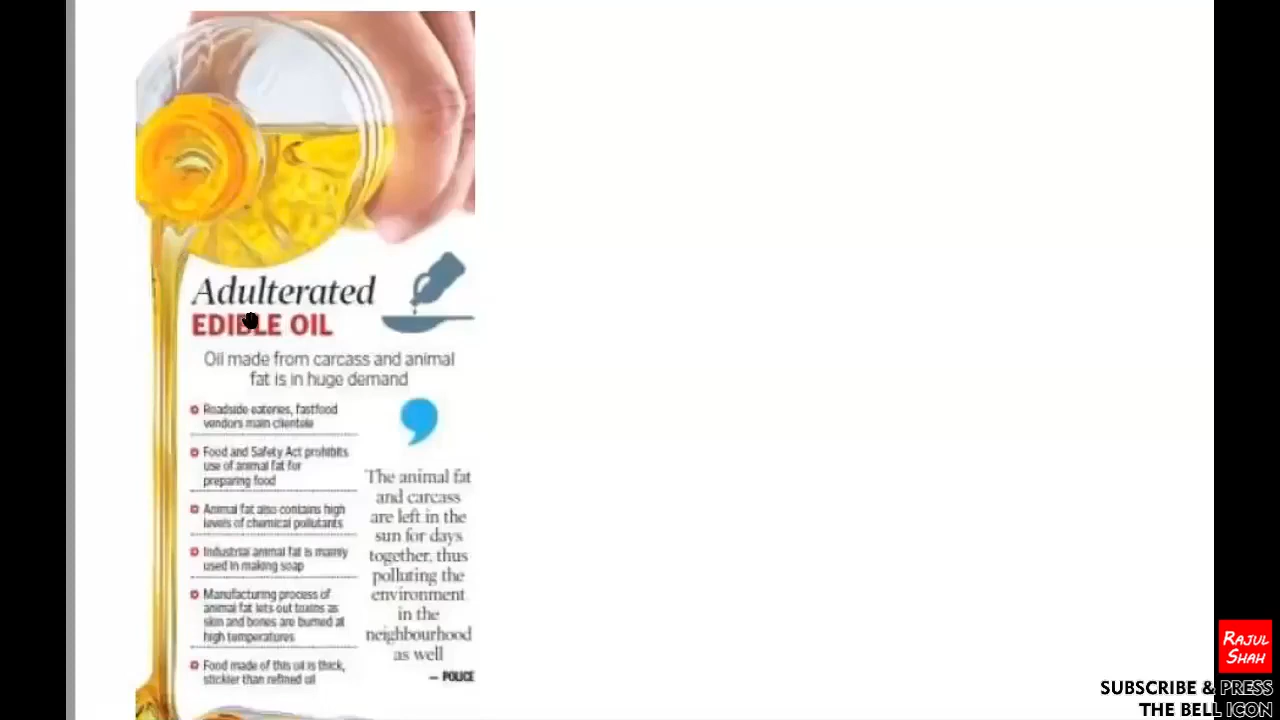 Adulterated
EDIBLE OIL
Oil made from carcass and animal
fat is in huge demand
Roadside eateries, fastfood
vendors main clientele
Food and Safety Act prohibits
use of animal fat for
preparing food
Animal fat also contains high
levels of chemical pollutants
Industrial animal fat is mainly
used in making soap
Manufacturing process of
animal fat lets out toxins as
skin and bones are burned at
high temperatures
Food made of this oil is thick,
stickier than refined oil
The animal fat
and carcass
are left in the
sun for days
together, thus
polluting the
environment
in the
neighbourhood
as well
— POLICE
RAJUL
SHAH
SUBSCRIBE & PRESS
THE BELL ICON